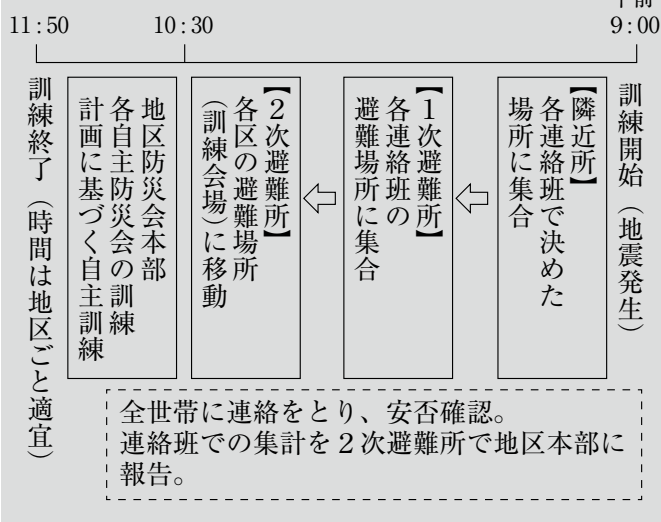 午前
9:00
10:30
11:50
訓練開始（地震発生）
【隣近所】
各連絡班で決めた
場所に集合
【１次避難所】
各連絡班の
避難場所に集合
【２次避難所】
各区の避難場所
（訓練会場）に移動
地区防災会本部
各自主防災会の訓練
計画に基づく自主訓練
訓練終了（時間は地区ごと適宜）
全世帯に連絡をとり、安否確認。
連絡班での集計を２次避難所で地区本部に
報告。